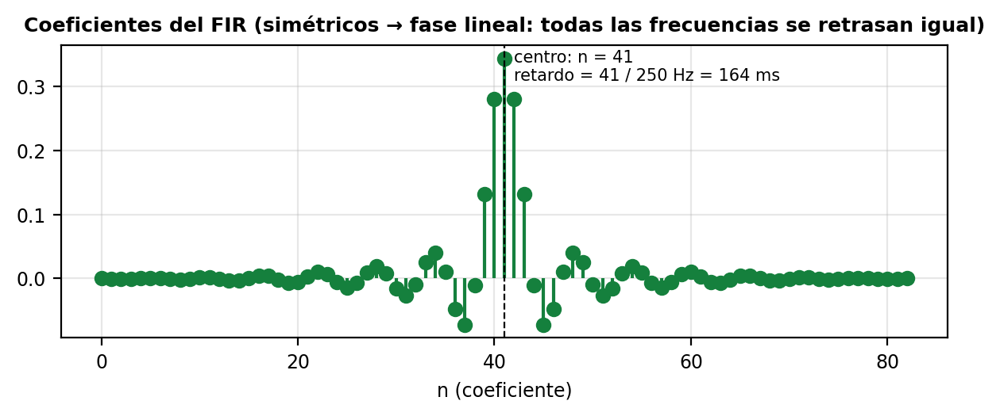 Coeficientes del FIR (simétricos → fase lineal: todas las frecuencias se retrasan igual)
centro: n = 41
retardo = 41 / 250 Hz = 164 ms
0.3
0.2
0.1
0.0
0 20 40 60 80
n (coeficiente)